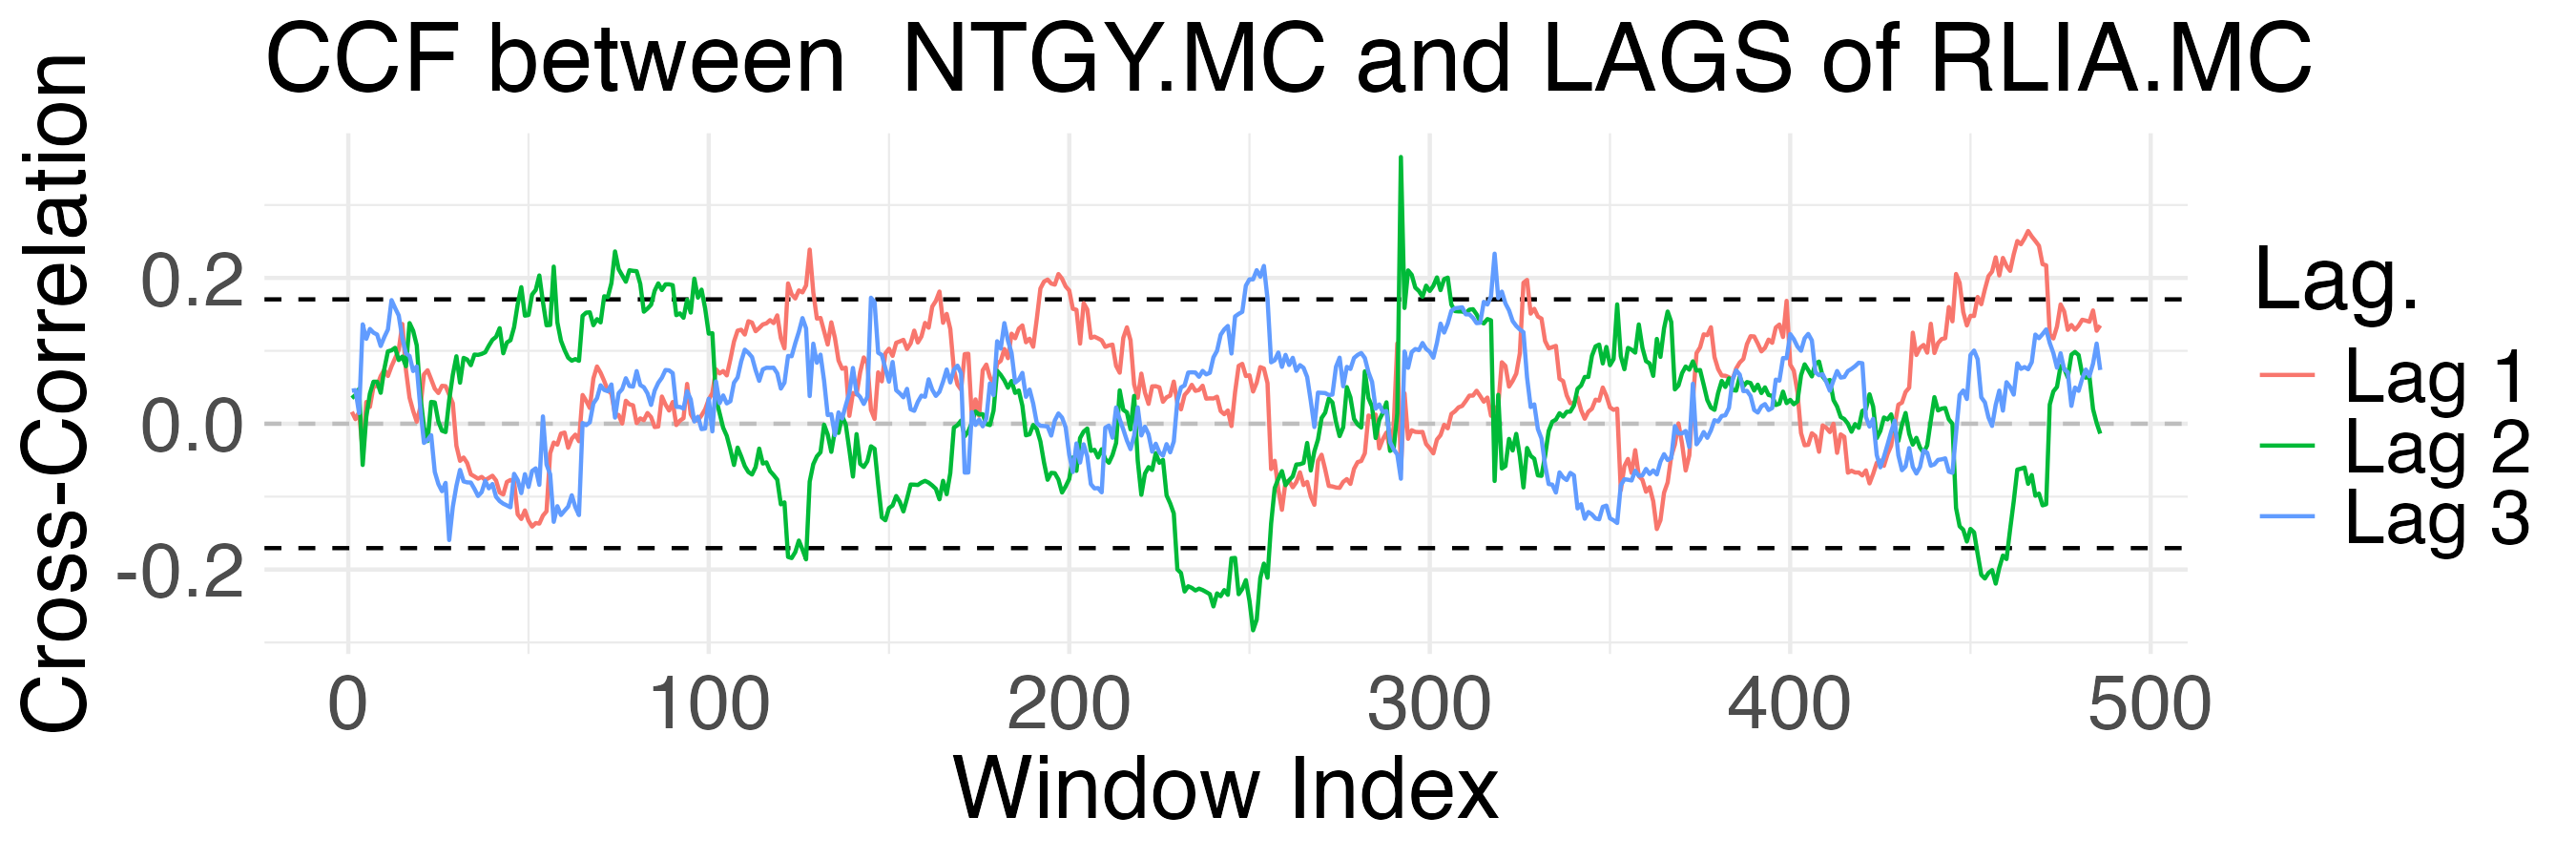 CCF between  NTGY.MC and LAGS of RLIA.MC
Cross-Correlation
0.2
0.0
-0.2
0 100 200 300 400 500
Window Index
Lag.
Lag 1
Lag 2
Lag 3